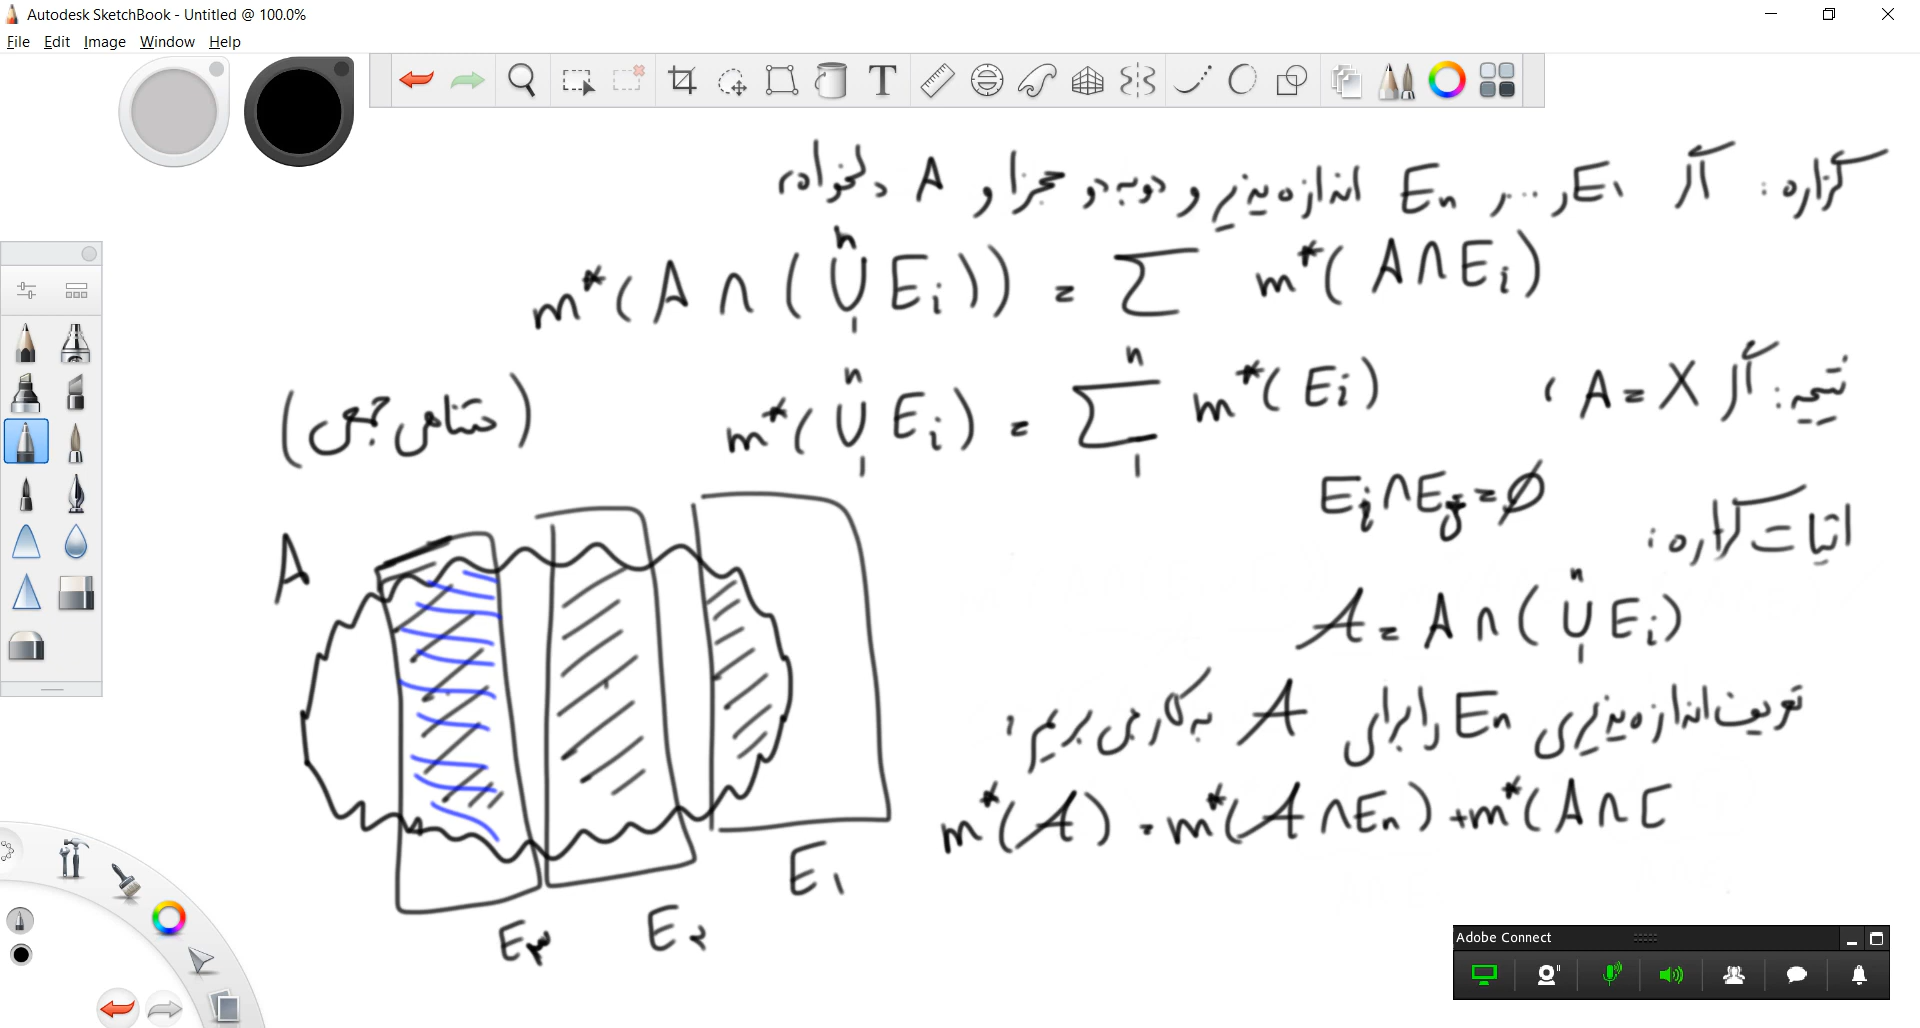 Autodesk SketchBook - Untitled @ 100.0%
File Edit Image Window Help
گزاره: اگر E₁, ..., Eₙ اندازه‌پذیر و دوبه‌دو مجزا و A دلخواه،
m*(A ∩ (⋃₁ⁿ Eᵢ)) = Σ m*(A ∩ Eᵢ)
نتیجه: اگر A = X،
m*(⋃₁ⁿ Eᵢ) = Σ₁ⁿ m*(Eᵢ)
(متناهی جمعی)
Eᵢ ∩ Eⱼ = ∅
اثبات گزاره:
𝒜 = A ∩ (⋃₁ⁿ Eᵢ)
تعریف اندازه‌پذیری Eₙ را برای 𝒜 به کار می‌بریم:
m*(𝒜) = m*(𝒜 ∩ Eₙ) + m*(A ∩ E
A
E₁
E₂
E₃
Adobe Connect